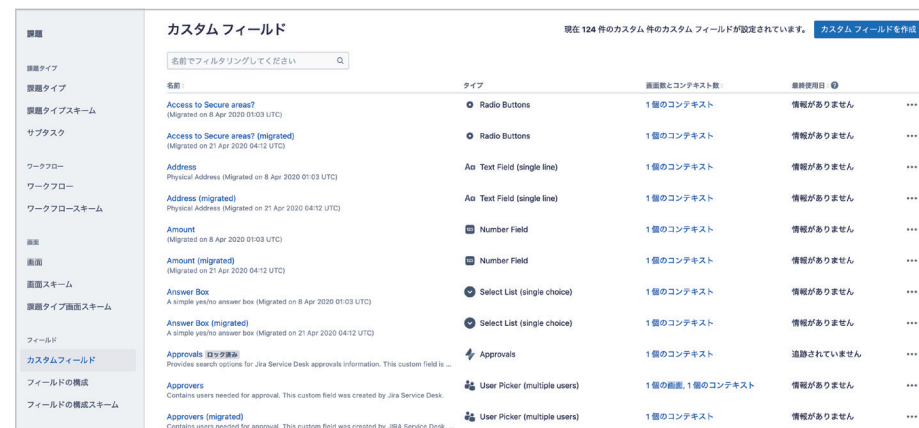 課題
課題タイプ
課題タイプ
課題タイプスキーム
サブタスク
ワークフロー
ワークフロー
ワークフロースキーム
画面
画面
画面スキーム
課題タイプ画面スキーム
フィールド
カスタムフィールド
フィールドの構成
フィールドの構成スキーム
カスタム フィールド
現在 124 件のカスタム 件のカスタム フィールドが設定されています。 カスタム フィールドを作成
名前でフィルタリングしてください
名前 タイプ 画面数とコンテキスト数 最終使用日
Access to Secure areas? Radio Buttons 1 個のコンテキスト 情報がありません
(Migrated on 8 Apr 2020 01:03 UTC)
Access to Secure areas? (migrated) Radio Buttons 1 個のコンテキスト 情報がありません
(Migrated on 21 Apr 2020 04:12 UTC)
Address Text Field (single line) 1 個のコンテキスト 情報がありません
Physical Address (Migrated on 8 Apr 2020 01:03 UTC)
Address (migrated) Text Field (single line) 1 個のコンテキスト 情報がありません
Physical Address (Migrated on 21 Apr 2020 04:12 UTC)
Amount Number Field 1 個のコンテキスト 情報がありません
(Migrated on 8 Apr 2020 01:03 UTC)
Amount (migrated) Number Field 1 個のコンテキスト 情報がありません
(Migrated on 21 Apr 2020 04:12 UTC)
Answer Box Select List (single choice) 1 個のコンテキスト 情報がありません
A simple yes/no answer box (Migrated on 8 Apr 2020 01:03 UTC)
Answer Box (migrated) Select List (single choice) 1 個のコンテキスト 情報がありません
A simple yes/no answer box (Migrated on 21 Apr 2020 04:12 UTC)
Approvals ロック済み Approvals 1 個のコンテキスト 追跡されていません
Provides search options for Jira Service Desk approvals information. This custom field is ...
Approvers User Picker (multiple users) 1 個の画面, 1 個のコンテキスト 情報がありません
Contains users needed for approval. This custom field was created by Jira Service Desk.
Approvers (migrated) User Picker (multiple users) 1 個のコンテキスト 情報がありません
Contains users needed for approval. This custom field was created by JIRA Service Desk. ...